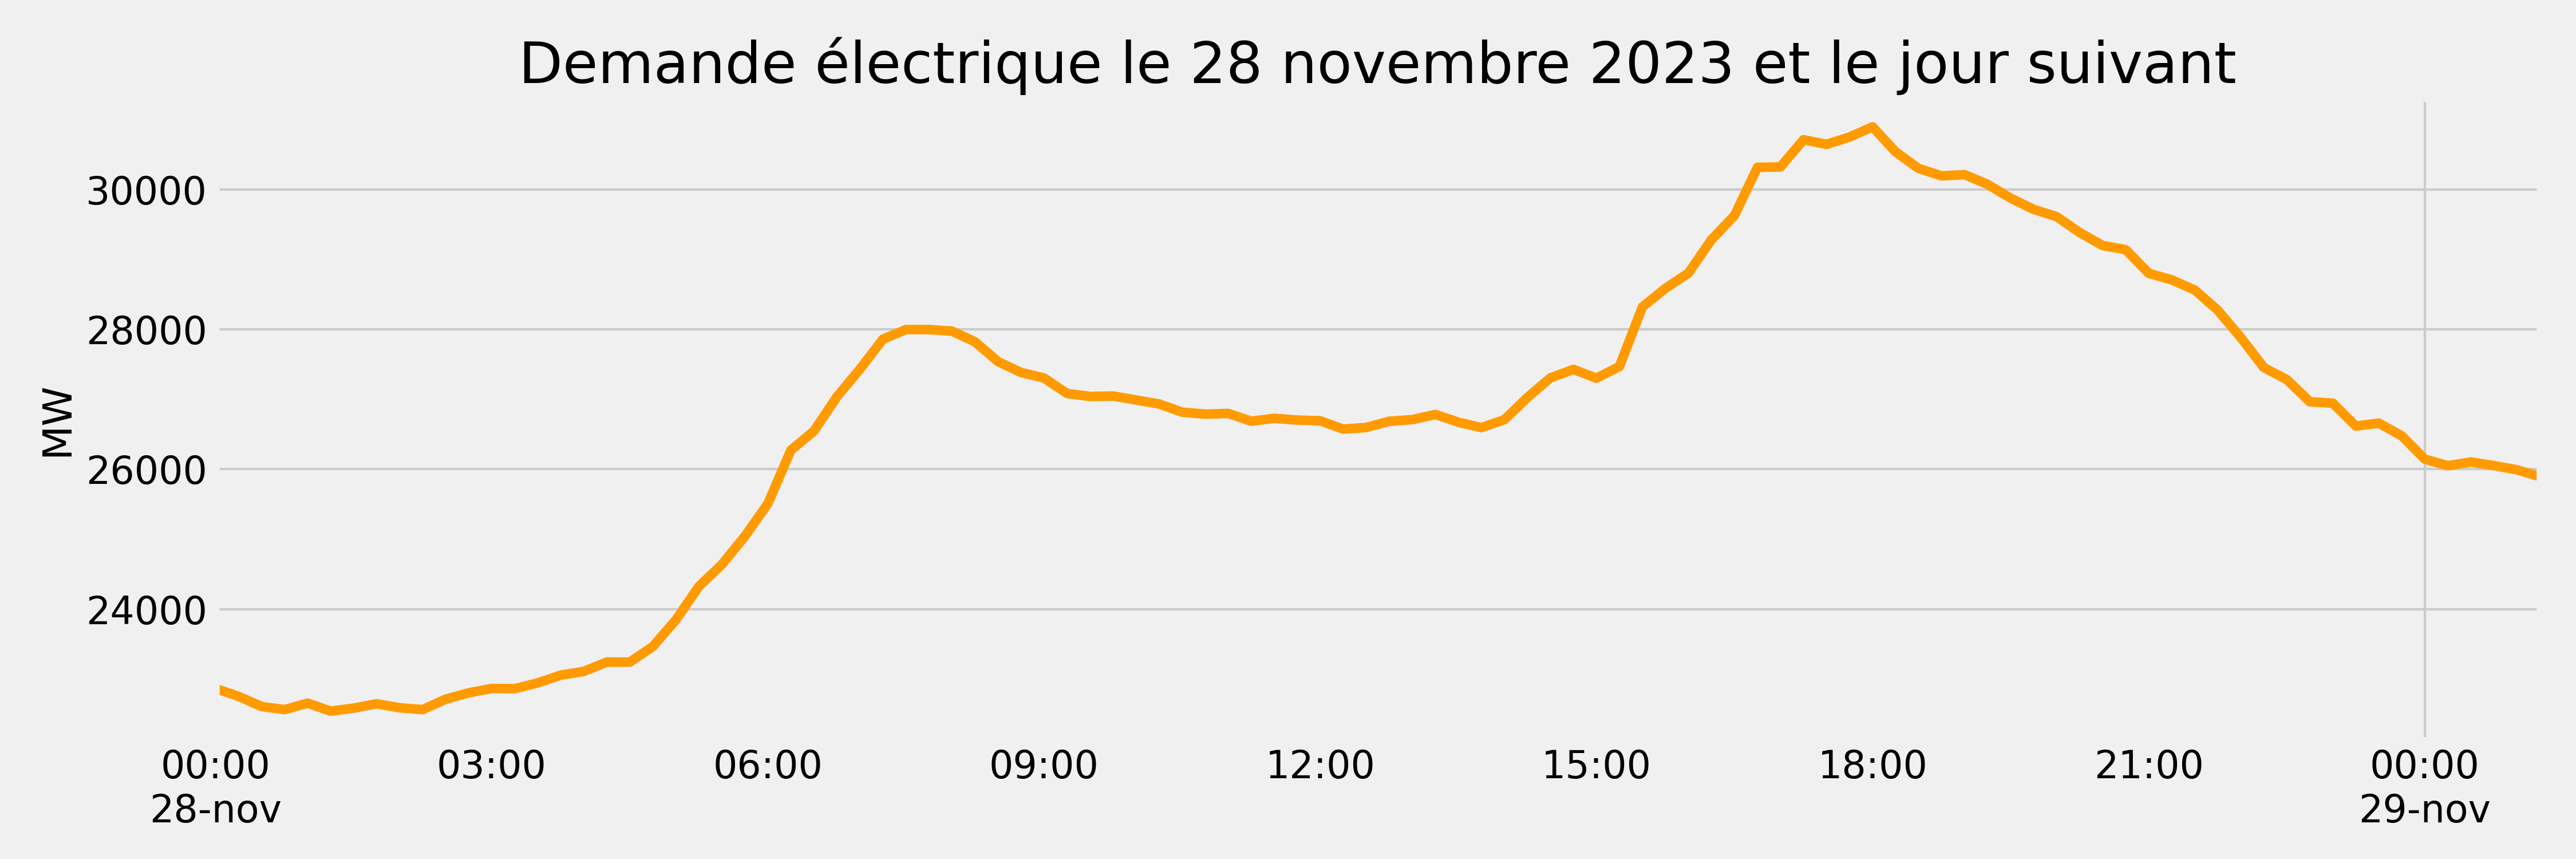 Demande électrique le 28 novembre 2023 et le jour suivant
MW
30000
28000
26000
24000
00:00 03:00 06:00 09:00 12:00 15:00 18:00 21:00 00:00
28-nov 29-nov